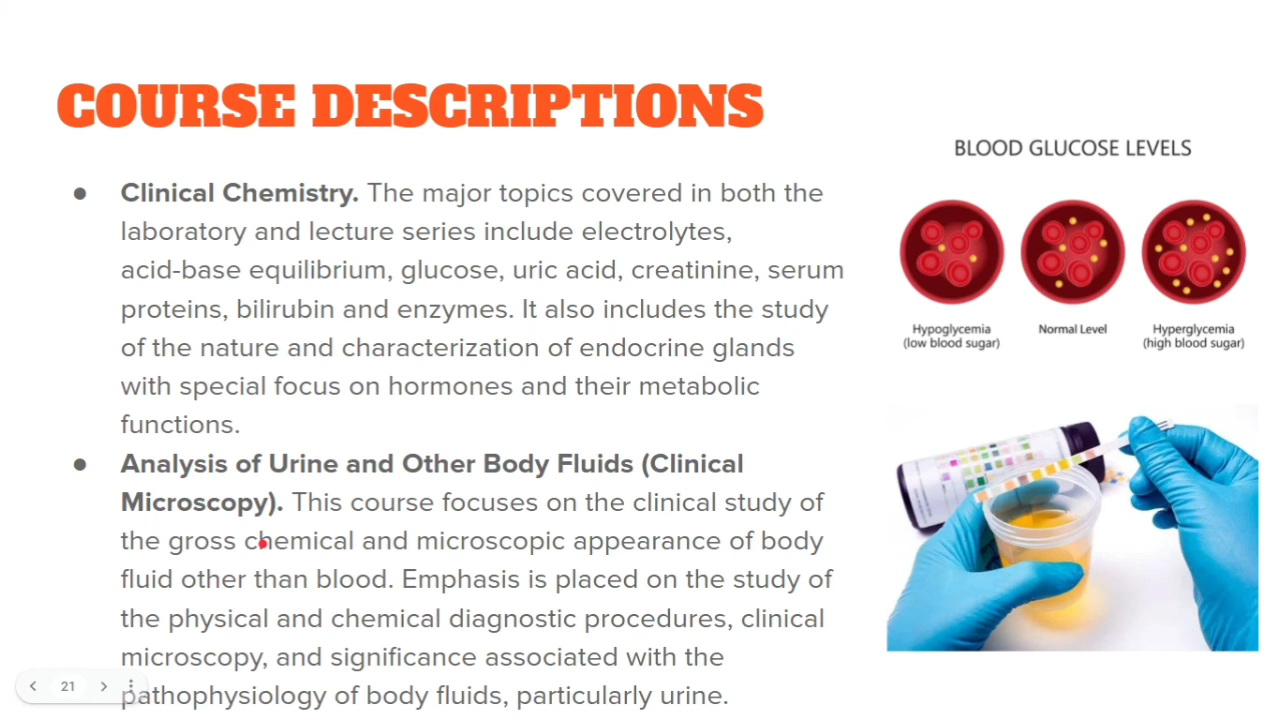 COURSE DESCRIPTIONS
● Clinical Chemistry. The major topics covered in both the
laboratory and lecture series include electrolytes,
acid-base equilibrium, glucose, uric acid, creatinine, serum
proteins, bilirubin and enzymes. It also includes the study
of the nature and characterization of endocrine glands
with special focus on hormones and their metabolic
functions.
● Analysis of Urine and Other Body Fluids (Clinical
Microscopy). This course focuses on the clinical study of
the gross chemical and microscopic appearance of body
fluid other than blood. Emphasis is placed on the study of
the physical and chemical diagnostic procedures, clinical
microscopy, and significance associated with the
pathophysiology of body fluids, particularly urine.
BLOOD GLUCOSE LEVELS
Hypoglycemia
(low blood sugar)
Normal Level
Hyperglycemia
(high blood sugar)
21